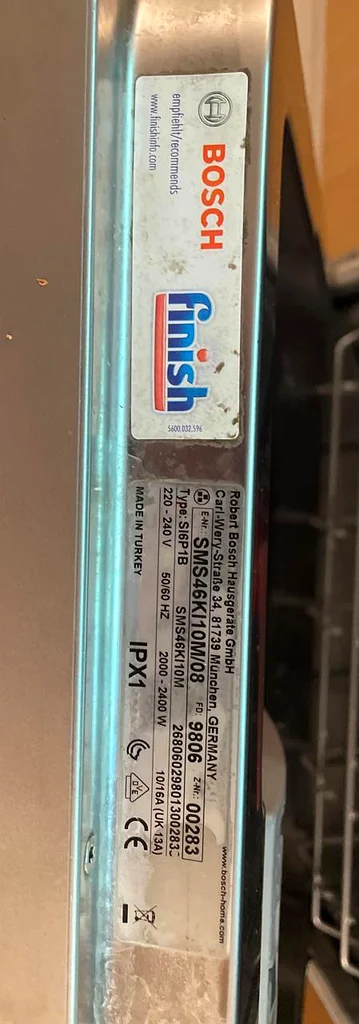 BOSCH
empfiehlt/recommends
www.finishinfo.com
finish
5600.032.596
Robert Bosch Hausgeräte GmbH
Carl-Wery-Straße 34, 81739 München, GERMANY
www.bosch-home.com
E-Nr.: SMS46KI10M/08 FD: 9806 Z-Nr.: 00283
Type: SI6P1B SMS46KI10M
220 - 240 V 50/60 HZ 2000 - 2400 W 10/16A (UK 13A)
MADE IN TURKEY IPX1 CE